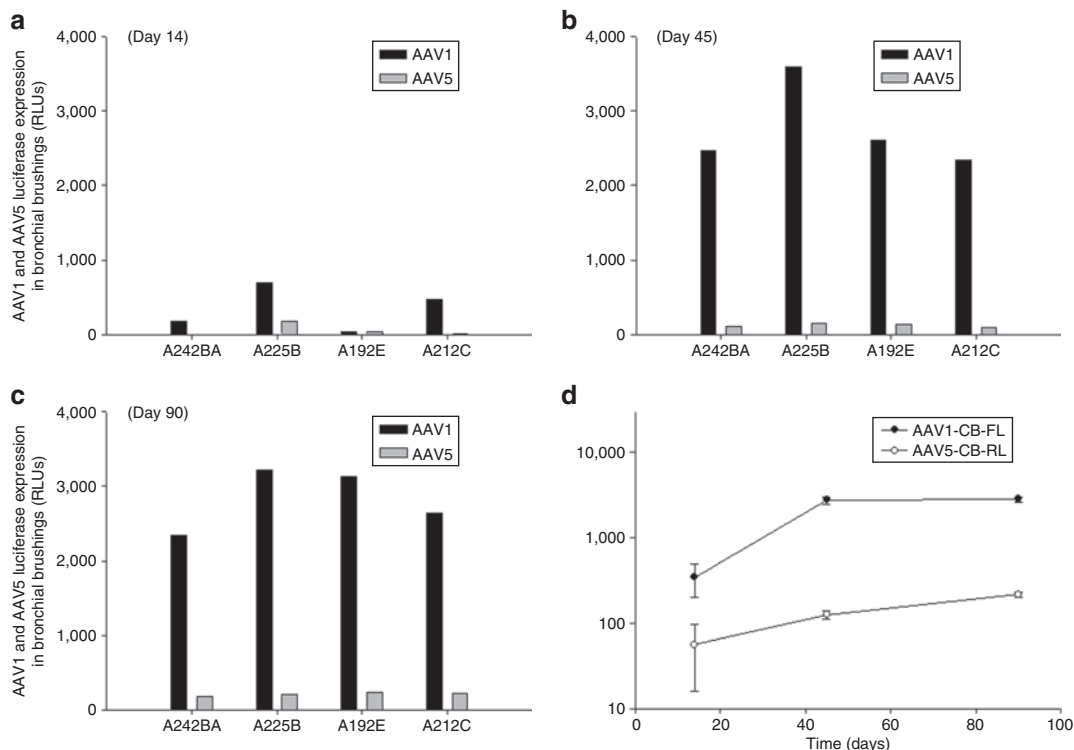 a
(Day 14)
AAV1
AAV5
4,000
3,000
2,000
1,000
0
A242BA
A225B
A192E
A212C
AAV1 and AAV5 luciferase expression
in bronchial brushings (RLUs)
b
(Day 45)
AAV1
AAV5
4,000
3,000
2,000
1,000
0
A242BA
A225B
A192E
A212C
c
(Day 90)
AAV1
AAV5
4,000
3,000
2,000
1,000
0
A242BA
A225B
A192E
A212C
AAV1 and AAV5 luciferase expression
in bronchial brushings (RLUs)
d
AAV1-CB-FL
AAV5-CB-RL
10,000
1,000
100
10
0
20
40
60
80
100
Time (days)